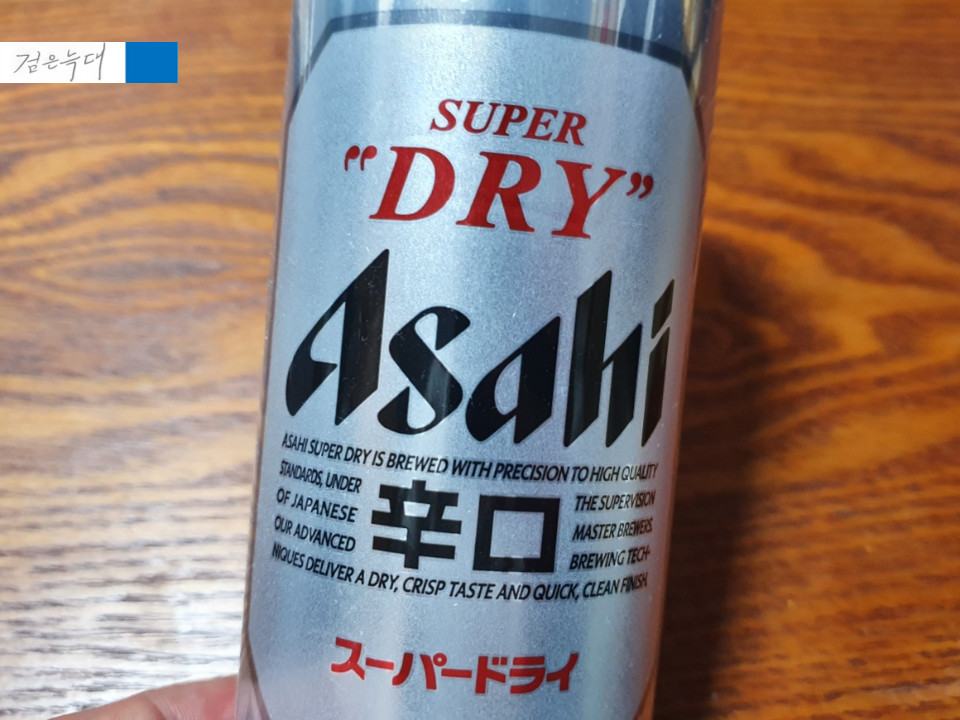 검은늑대
SUPER
"DRY"
Asahi
ASAHI SUPER DRY IS BREWED WITH PRECISION TO HIGH QUALITY
STANDARDS, UNDER THE SUPERVISION
OF JAPANESE MASTER BREWERS.
OUR ADVANCED BREWING TECH-
NIQUES DELIVER A DRY, CRISP TASTE AND QUICK, CLEAN FINISH.
辛口
スーパードライ